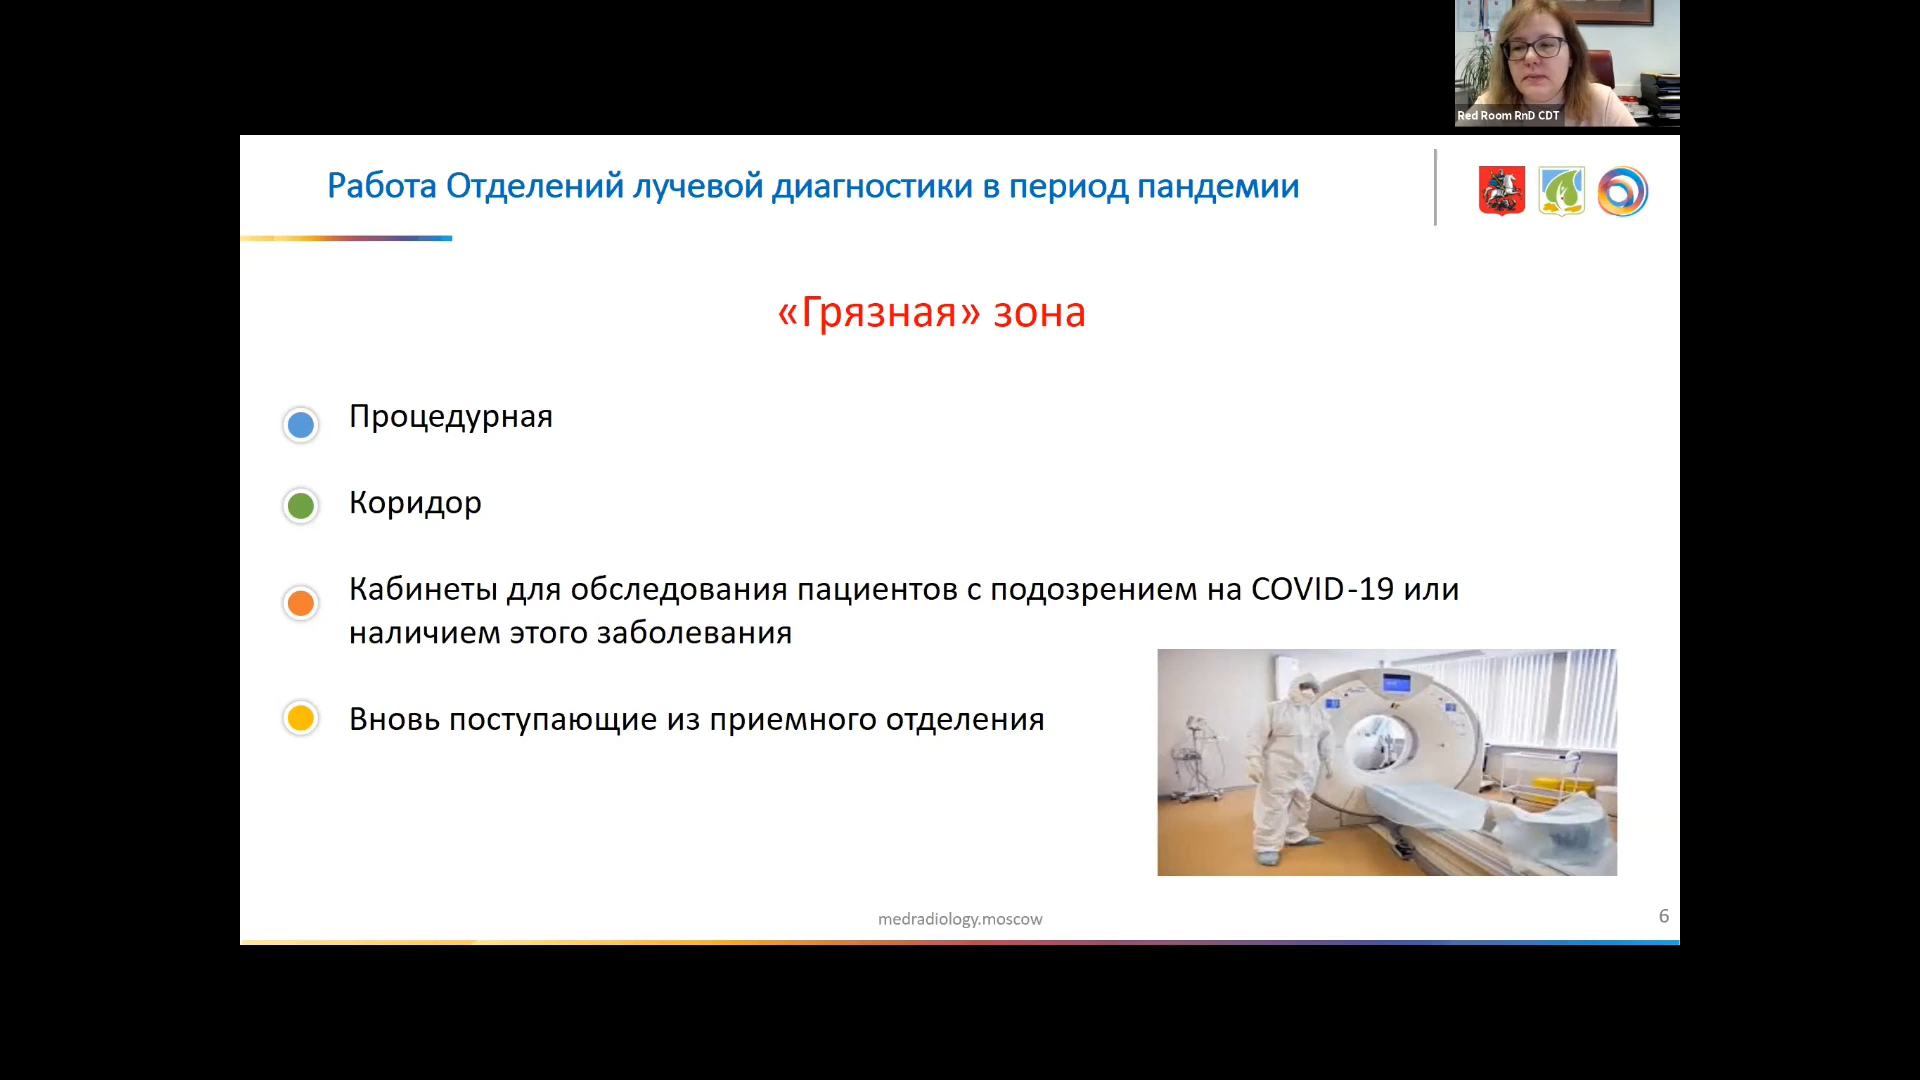 Red Room RnD CDT
Работа Отделений лучевой диагностики в период пандемии
«Грязная» зона
Процедурная
Коридор
Кабинеты для обследования пациентов с подозрением на COVID-19 или
наличием этого заболевания
Вновь поступающие из приемного отделения
medradiology.moscow
6